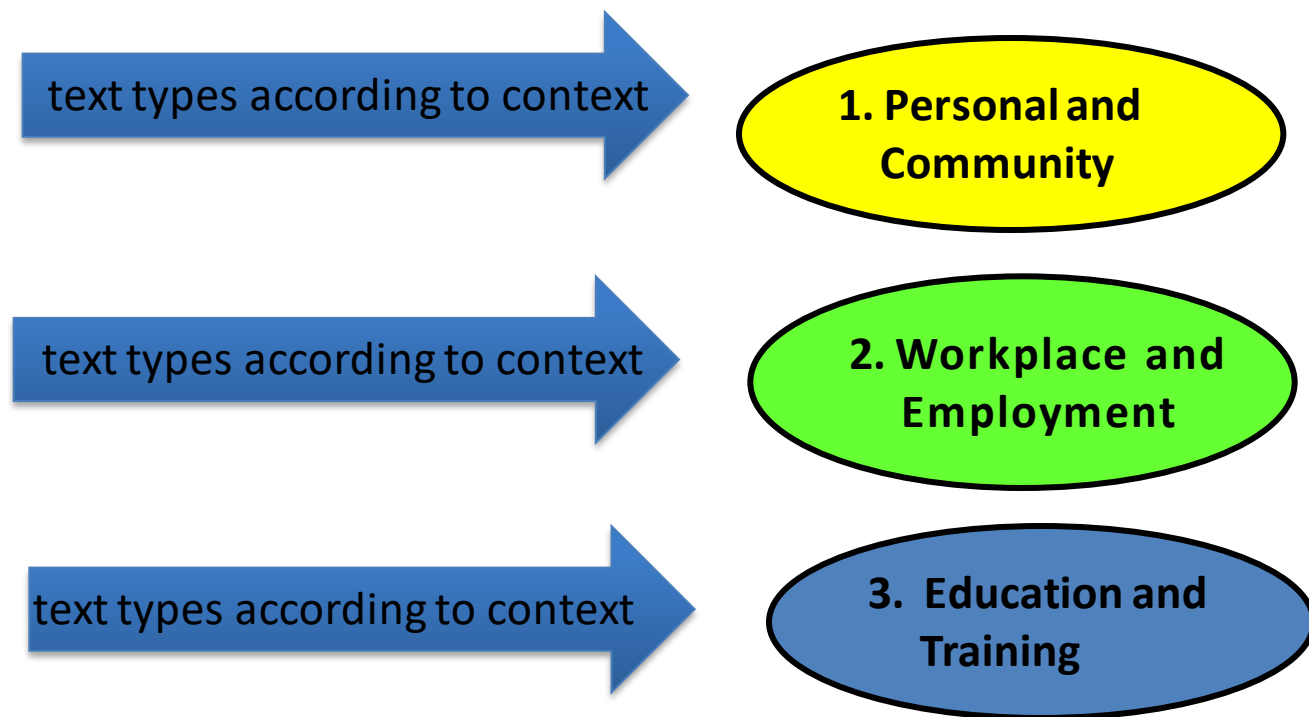 text types according to context
1. Personal and
Community
text types according to context
2. Workplace and
Employment
text types according to context
3. Education and
Training